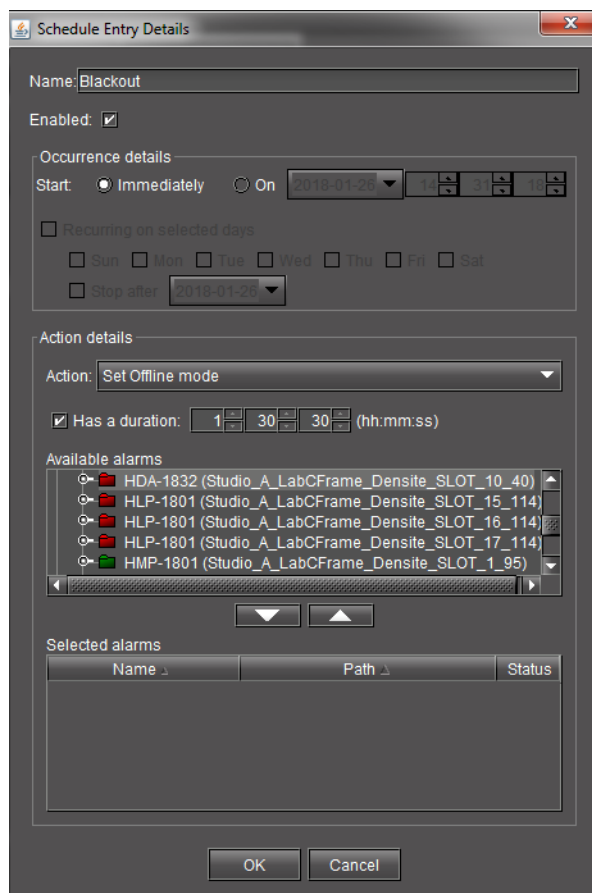 Schedule Entry Details
Name: Blackout
Enabled:
Occurrence details
Start: Immediately On 2018-01-26 14 31 18
Recurring on selected days
Sun Mon Tue Wed Thu Fri Sat
Stop after 2018-01-26
Action details
Action: Set Offline mode
Has a duration: 1 30 30 (hh:mm:ss)
Available alarms
HDA-1832 (Studio_A_LabCFrame_Densite_SLOT_10_40)
HLP-1801 (Studio_A_LabCFrame_Densite_SLOT_15_114)
HLP-1801 (Studio_A_LabCFrame_Densite_SLOT_16_114)
HLP-1801 (Studio_A_LabCFrame_Densite_SLOT_17_114)
HMP-1801 (Studio_A_LabCFrame_Densite_SLOT_1_95)
Selected alarms
Name Path Status
OK Cancel